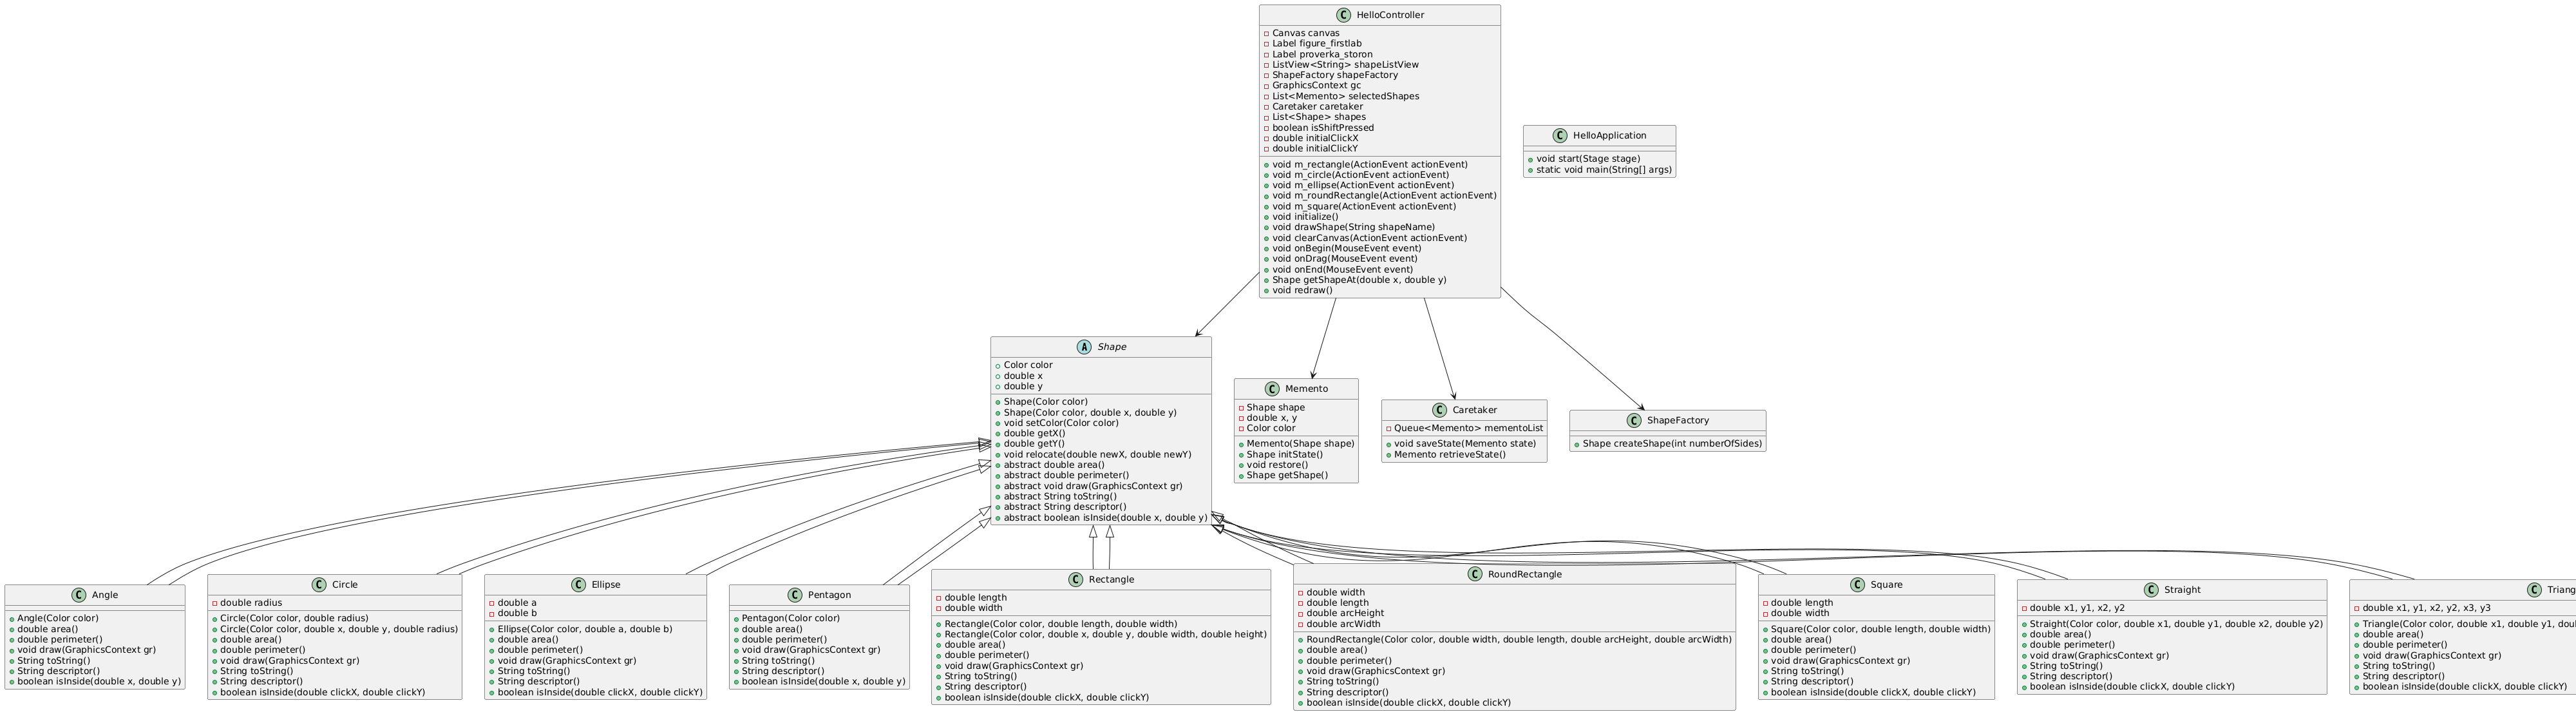 C HelloController
Canvas canvas
Label figure_firstlab
Label proverka_storon
ListView<String> shapeListView
ShapeFactory shapeFactory
GraphicsContext gc
List<Memento> selectedShapes
Caretaker caretaker
List<Shape> shapes
boolean isShiftPressed
double initialClickX
double initialClickY
void m_rectangle(ActionEvent actionEvent)
void m_circle(ActionEvent actionEvent)
void m_ellipse(ActionEvent actionEvent)
void m_roundRectangle(ActionEvent actionEvent)
void m_square(ActionEvent actionEvent)
void initialize()
void drawShape(String shapeName)
void clearCanvas(ActionEvent actionEvent)
void onBegin(MouseEvent event)
void onDrag(MouseEvent event)
void onEnd(MouseEvent event)
Shape getShapeAt(double x, double y)
void redraw()
C HelloApplication
void start(Stage stage)
static void main(String[] args)
A Shape
Color color
double x
double y
Shape(Color color)
Shape(Color color, double x, double y)
void setColor(Color color)
double getX()
double getY()
void relocate(double newX, double newY)
abstract double area()
abstract double perimeter()
abstract void draw(GraphicsContext gr)
abstract String toString()
abstract String descriptor()
abstract boolean isInside(double x, double y)
C Memento
Shape shape
double x, y
Color color
Memento(Shape shape)
Shape initState()
void restore()
Shape getShape()
C Caretaker
Queue<Memento> mementoList
void saveState(Memento state)
Memento retrieveState()
C ShapeFactory
Shape createShape(int numberOfSides)
C Angle
Angle(Color color)
double area()
double perimeter()
void draw(GraphicsContext gr)
String toString()
String descriptor()
boolean isInside(double x, double y)
C Circle
double radius
Circle(Color color, double radius)
Circle(Color color, double x, double y, double radius)
double area()
double perimeter()
void draw(GraphicsContext gr)
String toString()
String descriptor()
boolean isInside(double clickX, double clickY)
C Ellipse
double a
double b
Ellipse(Color color, double a, double b)
double area()
double perimeter()
void draw(GraphicsContext gr)
String toString()
String descriptor()
boolean isInside(double clickX, double clickY)
C Pentagon
Pentagon(Color color)
double area()
double perimeter()
void draw(GraphicsContext gr)
String toString()
String descriptor()
boolean isInside(double x, double y)
C Rectangle
double length
double width
Rectangle(Color color, double length, double width)
Rectangle(Color color, double x, double y, double width, double height)
double area()
double perimeter()
void draw(GraphicsContext gr)
String toString()
String descriptor()
boolean isInside(double clickX, double clickY)
C RoundRectangle
double width
double length
double arcHeight
double arcWidth
RoundRectangle(Color color, double width, double length, double arcHeight, double arcWidth)
double area()
double perimeter()
void draw(GraphicsContext gr)
String toString()
String descriptor()
boolean isInside(double clickX, double clickY)
C Square
double length
double width
Square(Color color, double length, double width)
double area()
double perimeter()
void draw(GraphicsContext gr)
String toString()
String descriptor()
boolean isInside(double clickX, double clickY)
C Straight
double x1, y1, x2, y2
Straight(Color color, double x1, double y1, double x2, double y2)
double area()
double perimeter()
void draw(GraphicsContext gr)
String toString()
String descriptor()
boolean isInside(double clickX, double clickY)
C Triang
double x1, y1, x2, y2, x3, y3
Triangle(Color color, double x1, double y1, doub
double area()
double perimeter()
void draw(GraphicsContext gr)
String toString()
String descriptor()
boolean isInside(double clickX, double clickY)